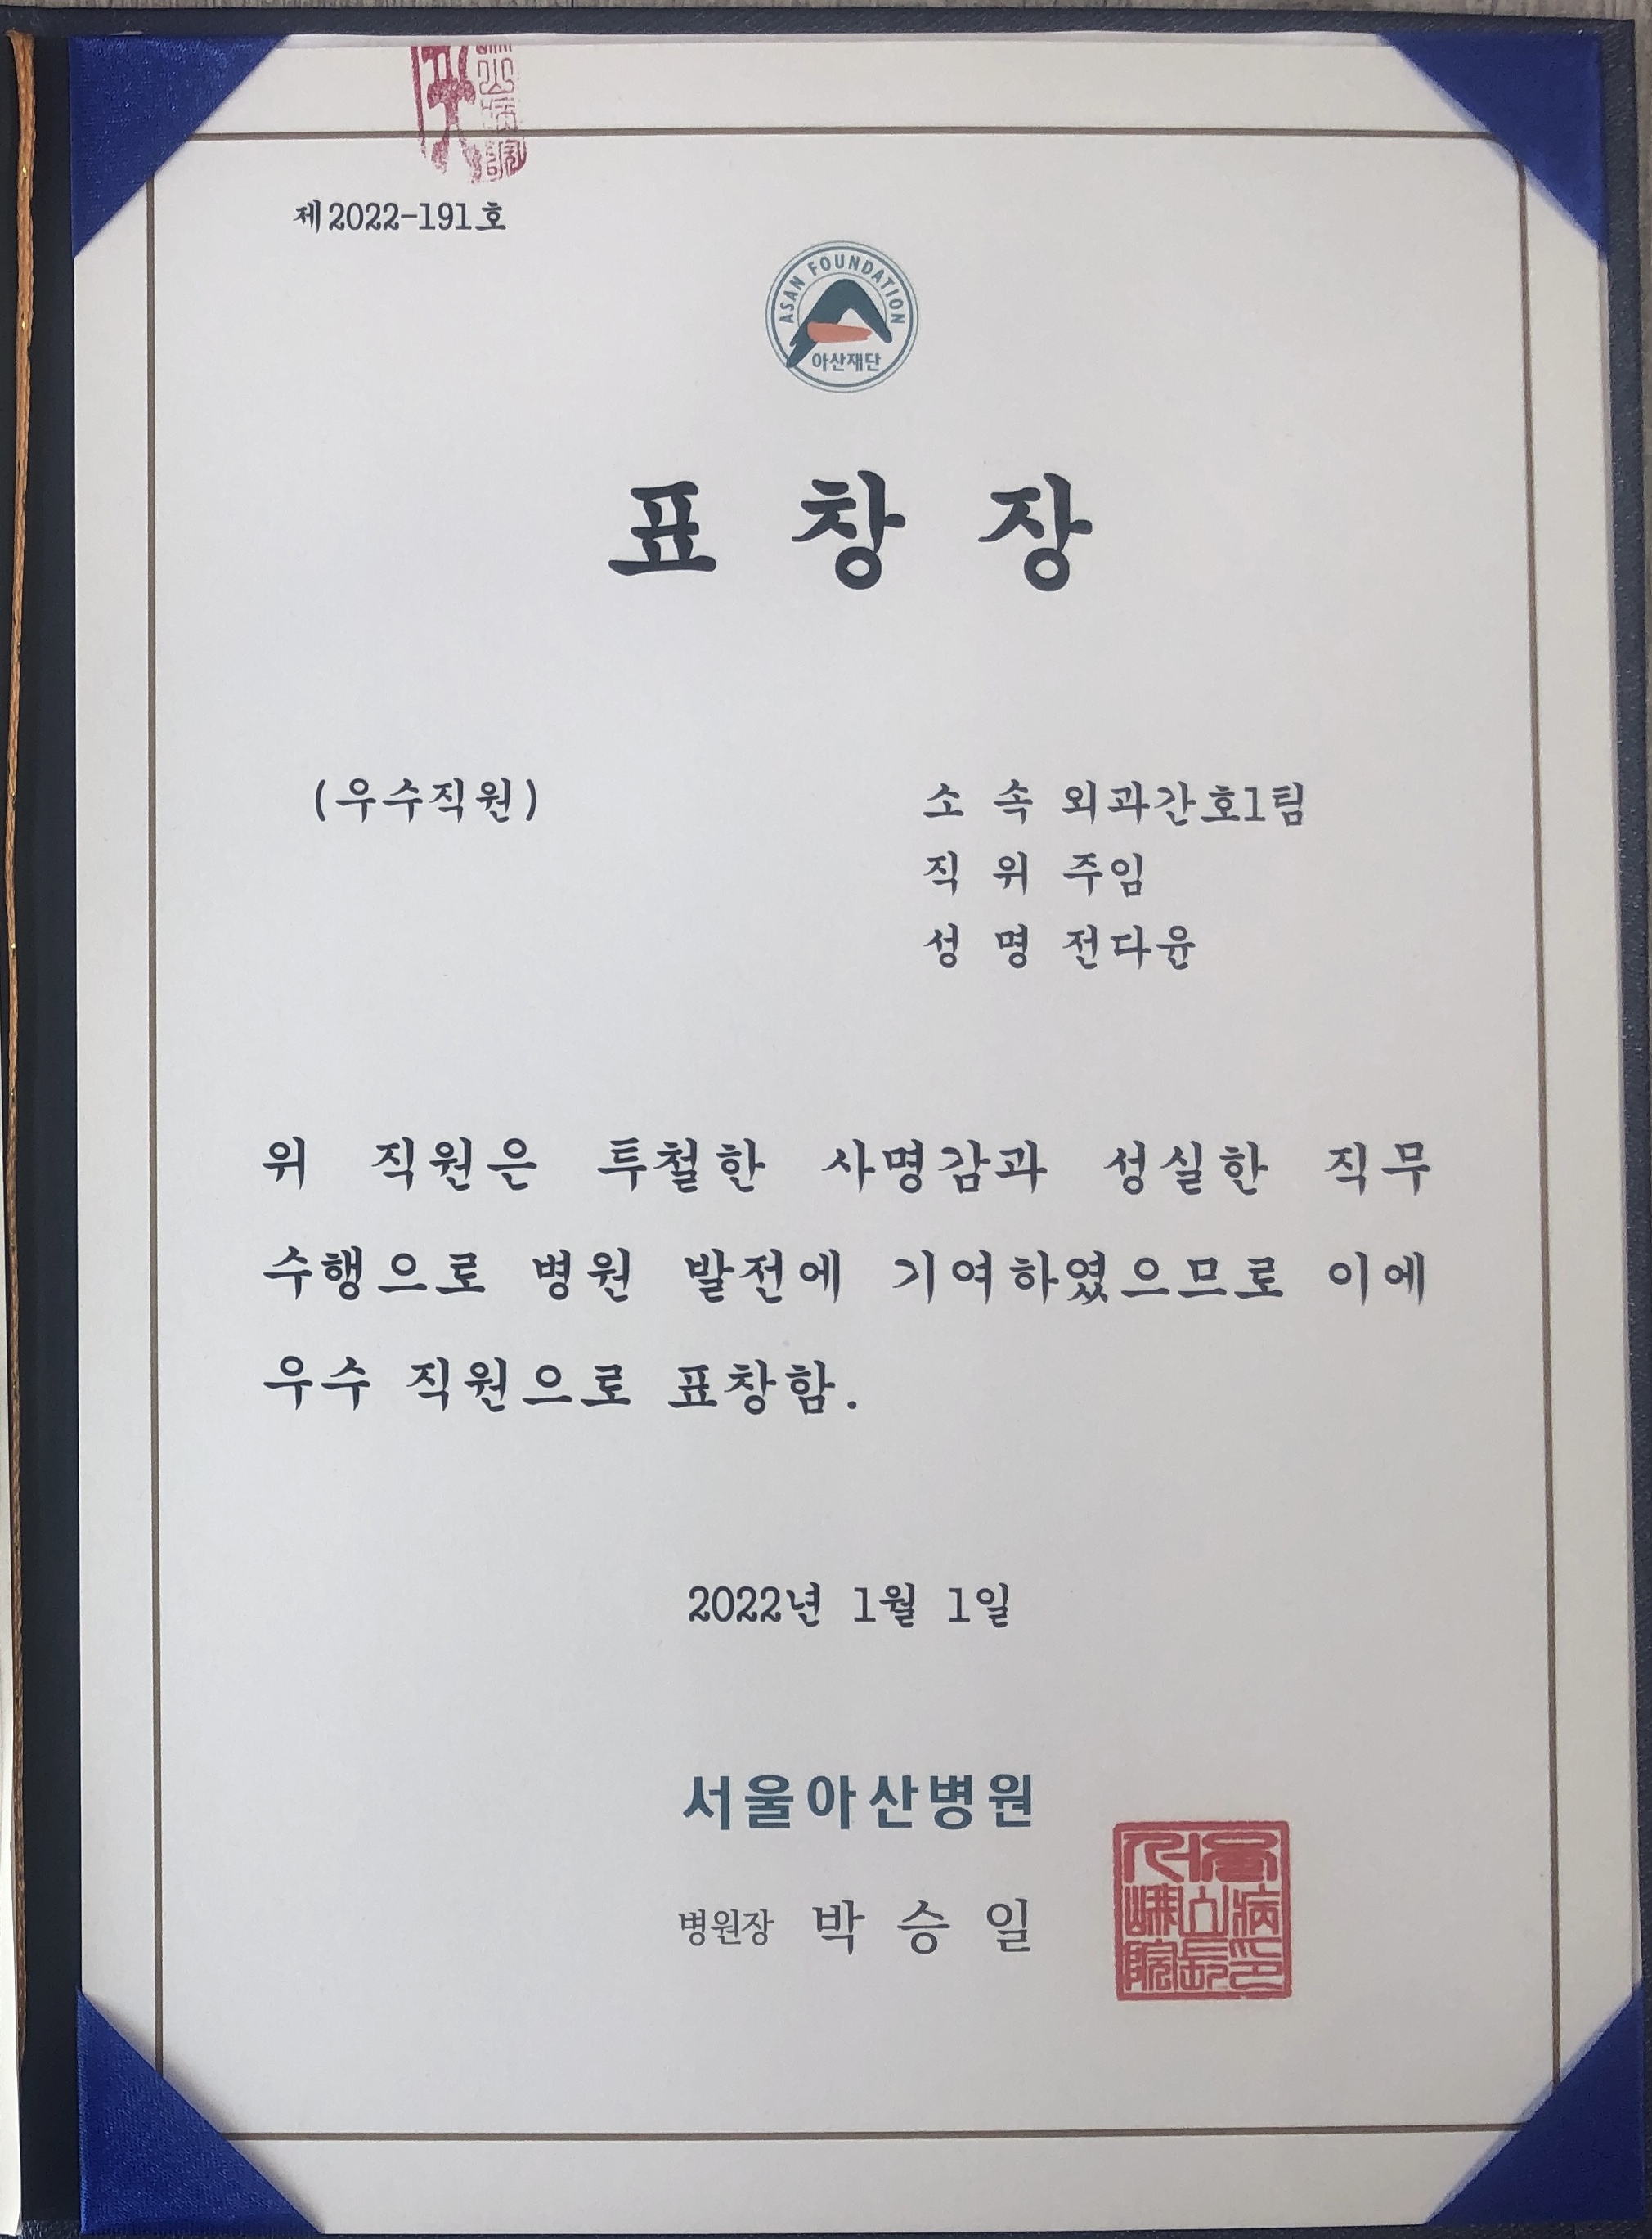 제2022-191호
ASAN FOUNDATION
아산재단
표 창 장
(우수직원)
소 속 외과간호1팀
직 위 주임
성 명 전다윤
위 직원은 투철한 사명감과 성실한 직무
수행으로 병원 발전에 기여하였으므로 이에
우수 직원으로 표창함.
2022년 1월 1일
서울아산병원
병원장 박 승 일